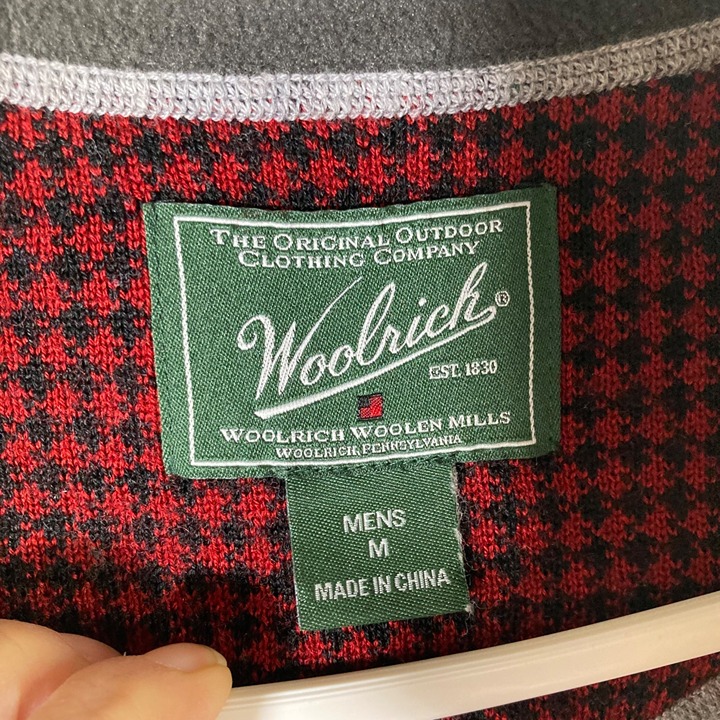 THE ORIGINAL OUTDOOR
CLOTHING COMPANY
Woolrich®
EST. 1830
WOOLRICH WOOLEN MILLS
WOOLRICH, PENNSYLVANIA
MENS
M
MADE IN CHINA